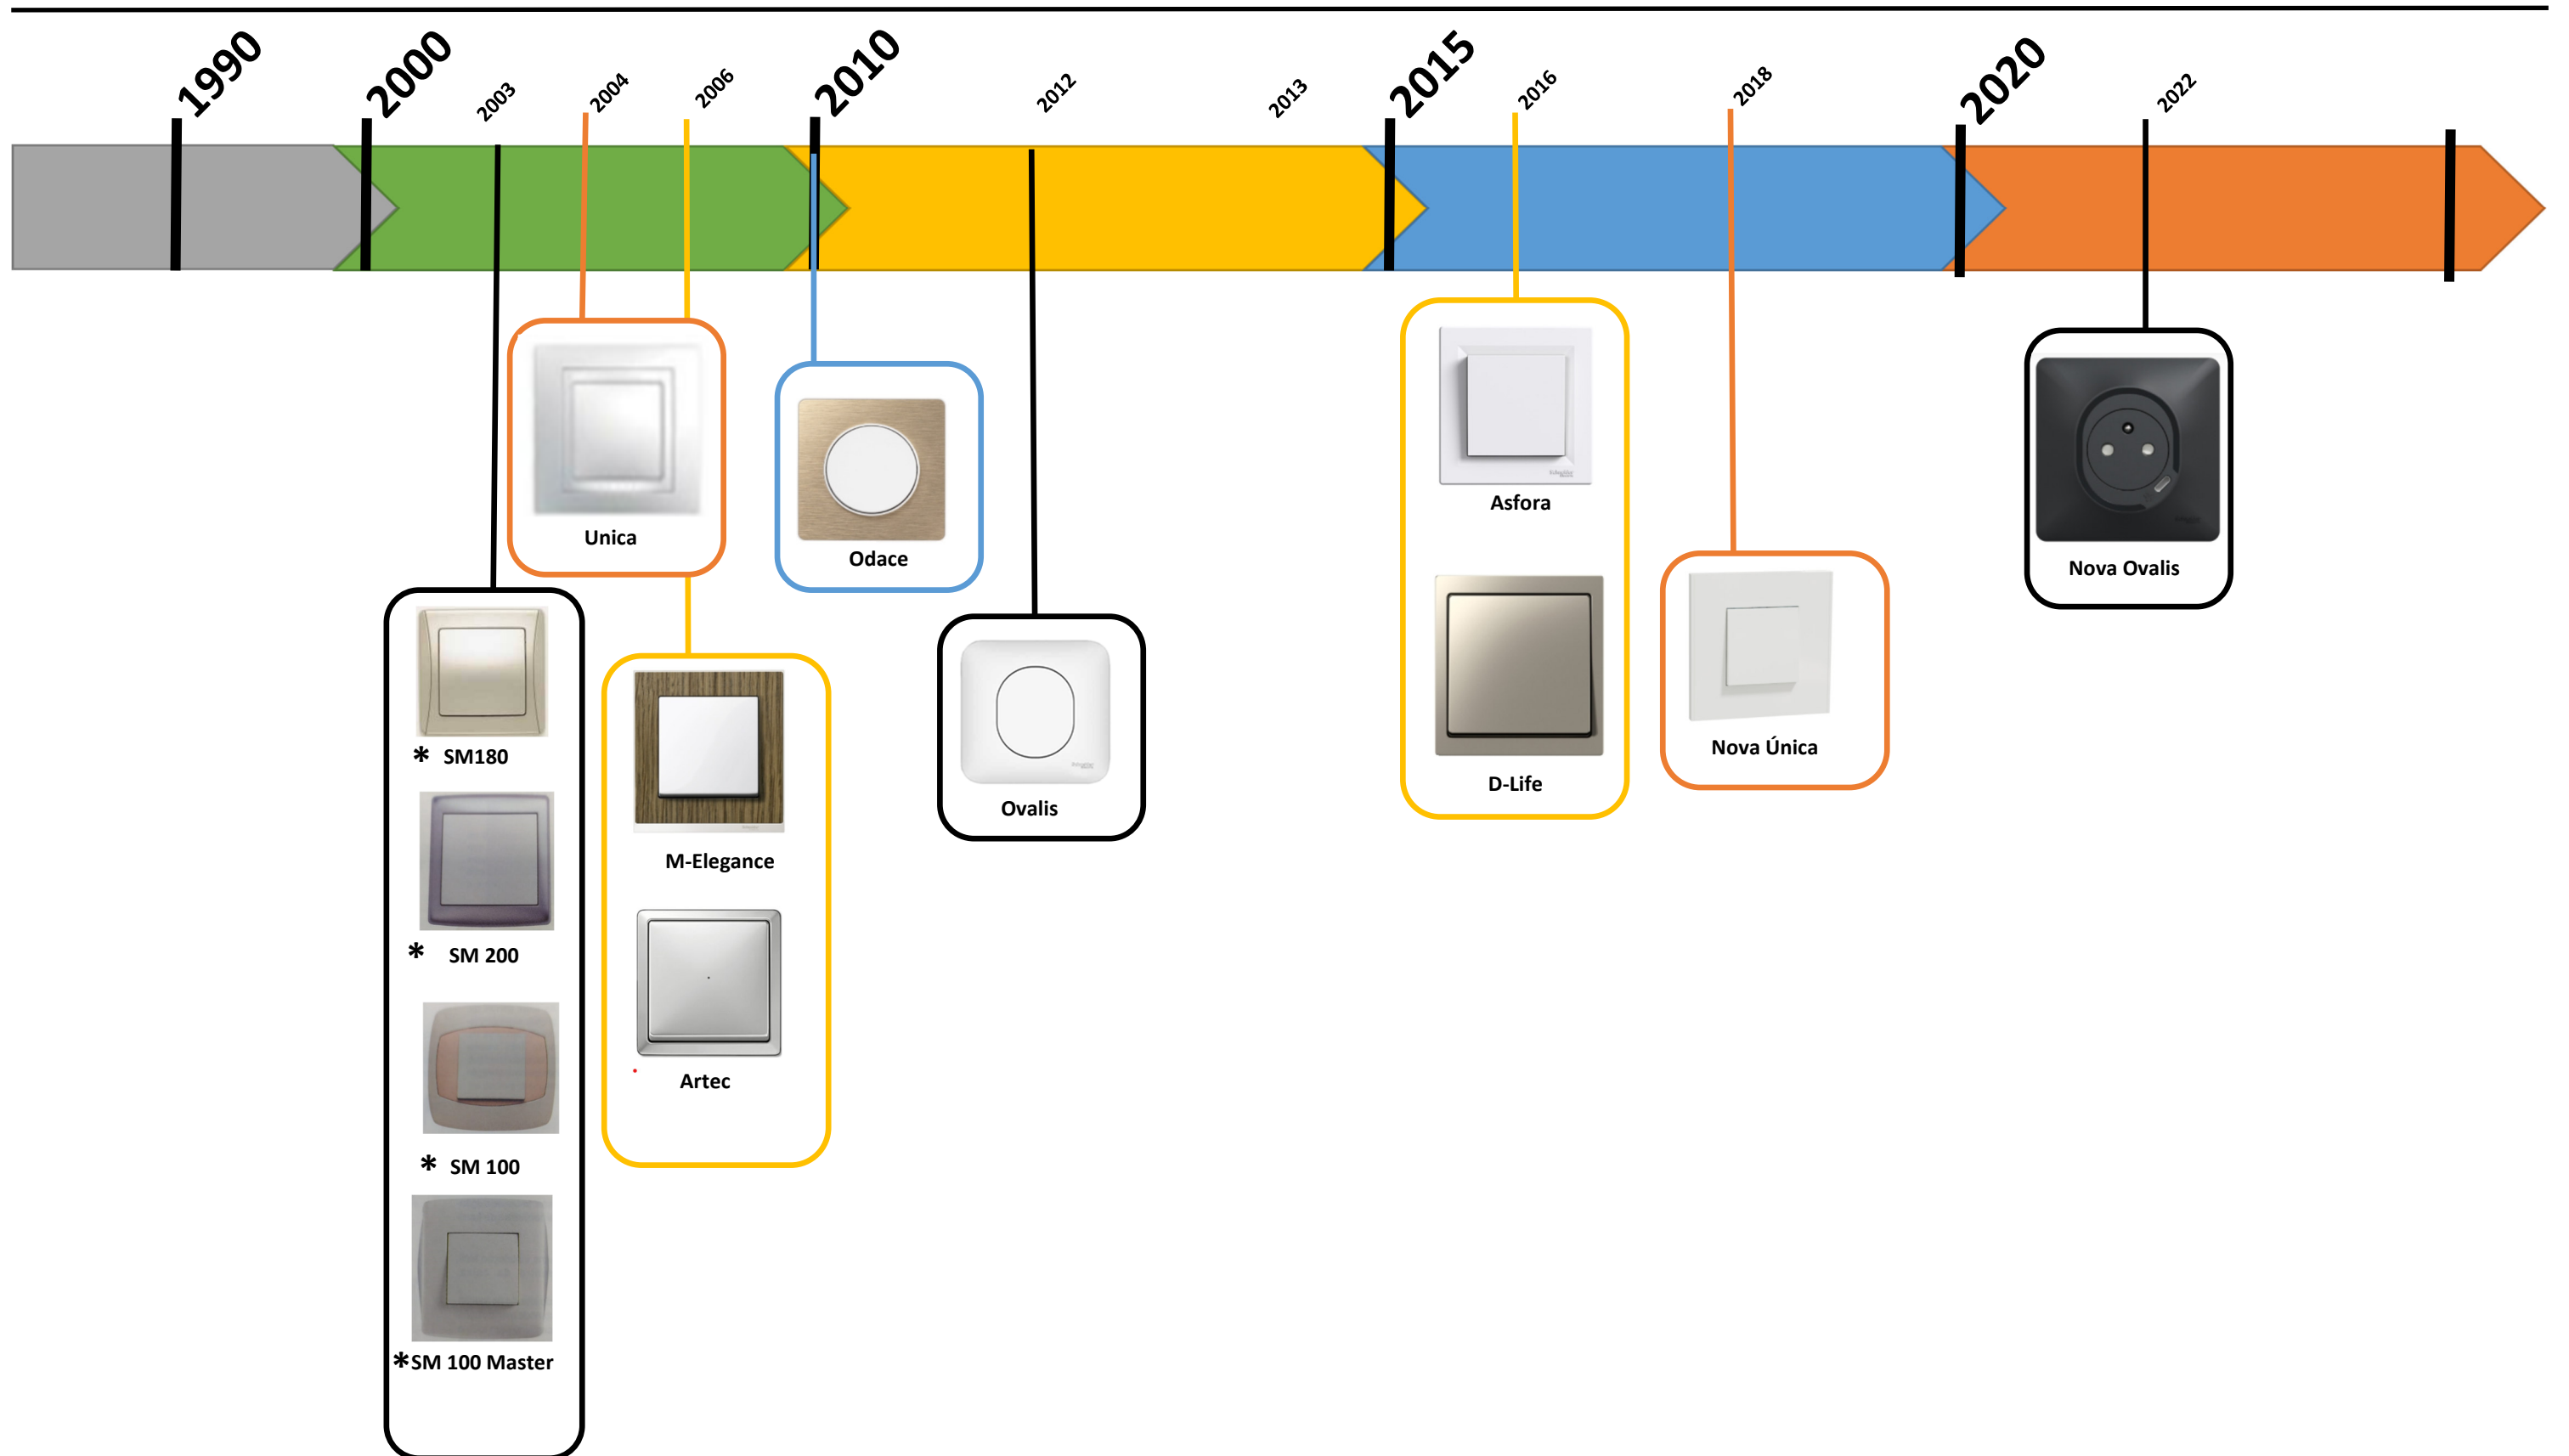 1990
2000
2003
2004
2006
2010
2012
2013
2015
2016
2018
2020
2022
Unica
Odace
Asfora
Nova Ovalis
* SM180
* SM 200
* SM 100
*SM 100 Master
M-Elegance
Artec
Ovalis
D-Life
Nova Única